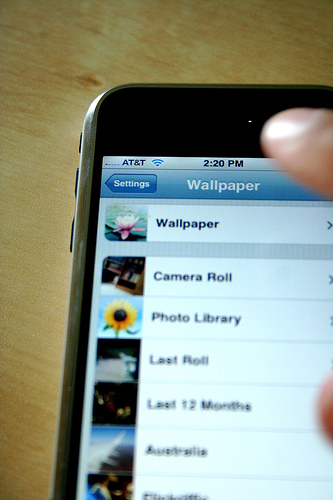 AT&T 2:20 PM
Settings Wallpaper
Wallpaper
Camera Roll
Photo Library
Last Roll
Last 12 Months
Australia